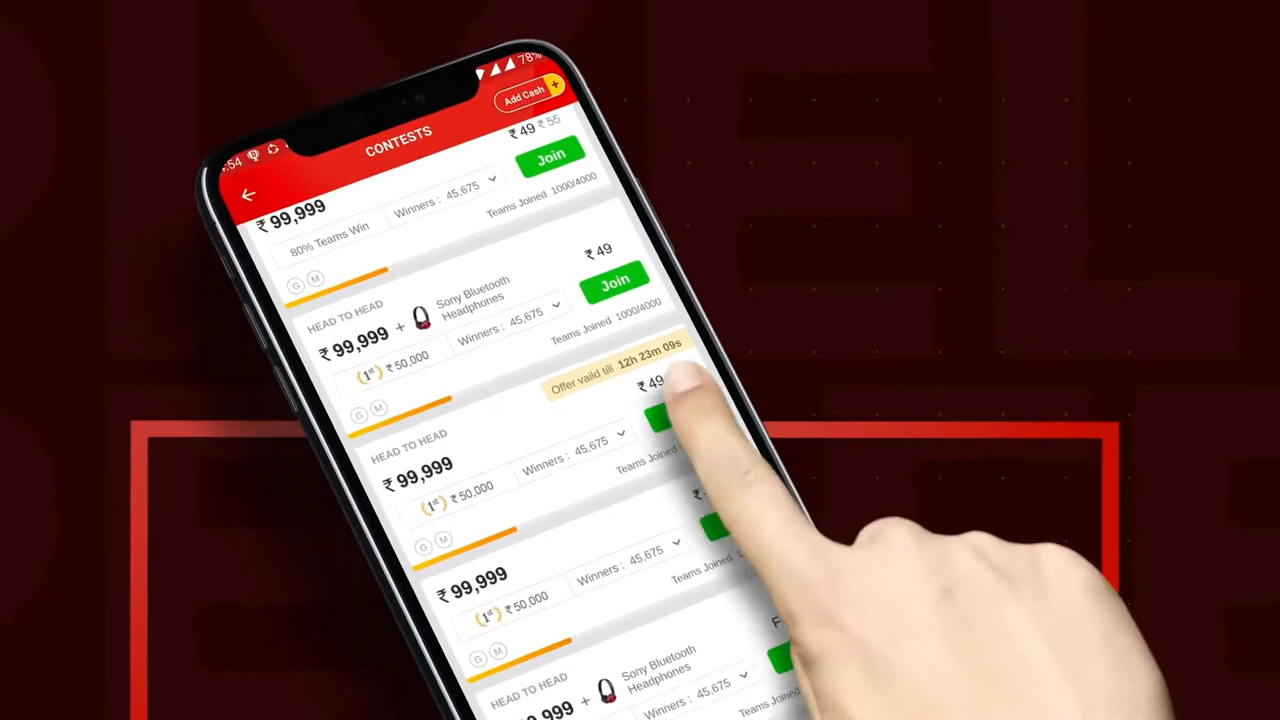 :54
78%
Add Cash +
CONTESTS
₹ 49 ₹ 55
Join
₹ 99,999
80% Teams Win
Winners : 45,675
Teams Joined 1000/4000
G M
HEAD TO HEAD
₹ 49
Join
₹ 99,999 +
Sony Bluetooth
Headphones
1st ₹ 50,000
Winners : 45,675
Teams Joined 1000/4000
G M
Offer vaild till 12h 23m 09s
HEAD TO HEAD
₹ 49
₹ 99,999
1st ₹ 50,000
Winners : 45,675
Teams Joined
G M
₹
₹ 99,999
1st ₹ 50,000
Winners : 45,675
Teams Joined
G M
HEAD TO HEAD
9,999 +
Sony Bluetooth
Headphones
Winners : 45,675
Teams Joined